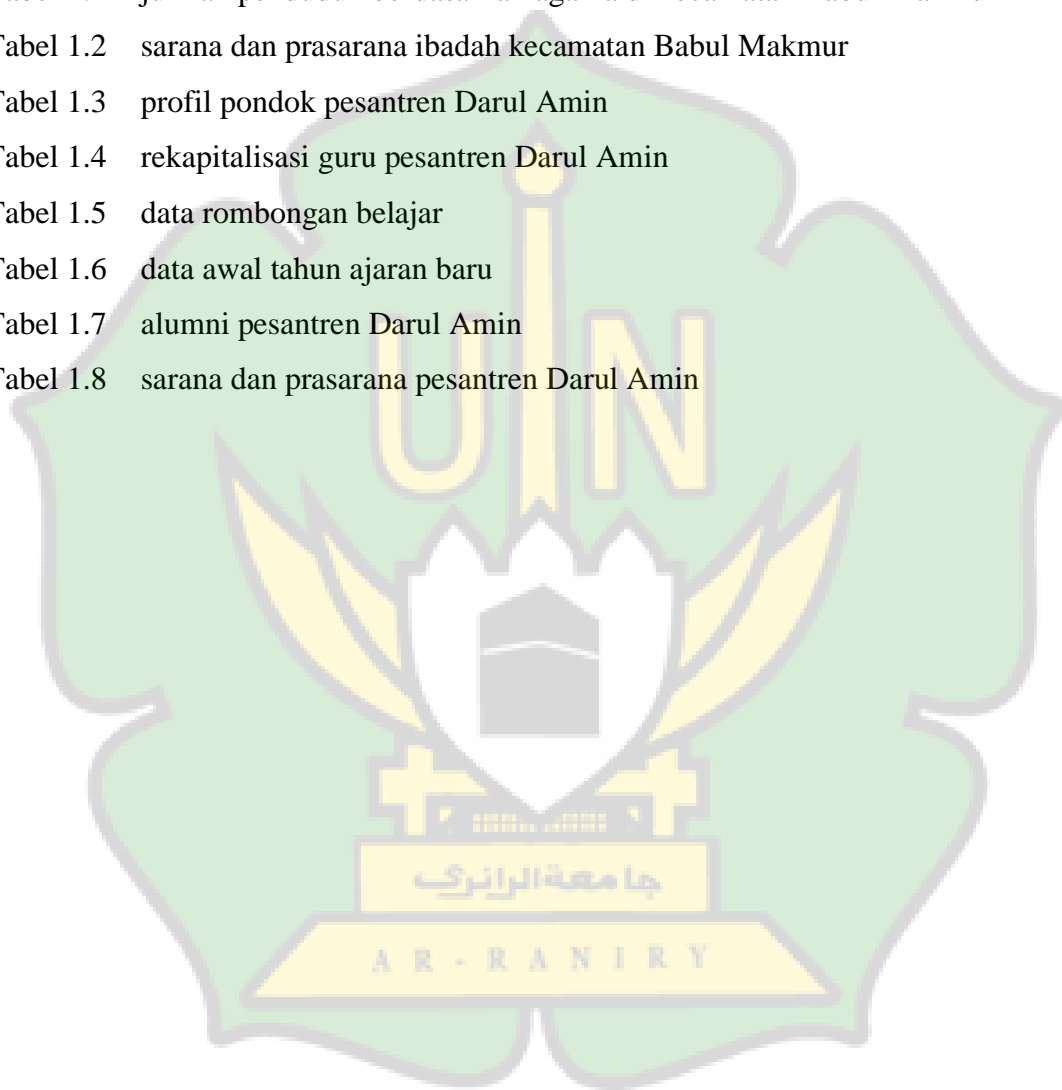 Tabel 1.2 sarana dan prasarana ibadah kecamatan Babul Makmur
Tabel 1.3 profil pondok pesantren Darul Amin
Tabel 1.4 rekapitalisasi guru pesantren Darul Amin
Tabel 1.5 data rombongan belajar
Tabel 1.6 data awal tahun ajaran baru
Tabel 1.7 alumni pesantren Darul Amin
Tabel 1.8 sarana dan prasarana pesantren Darul Amin
UIN
جامعة الرانري
AR-RANIRY